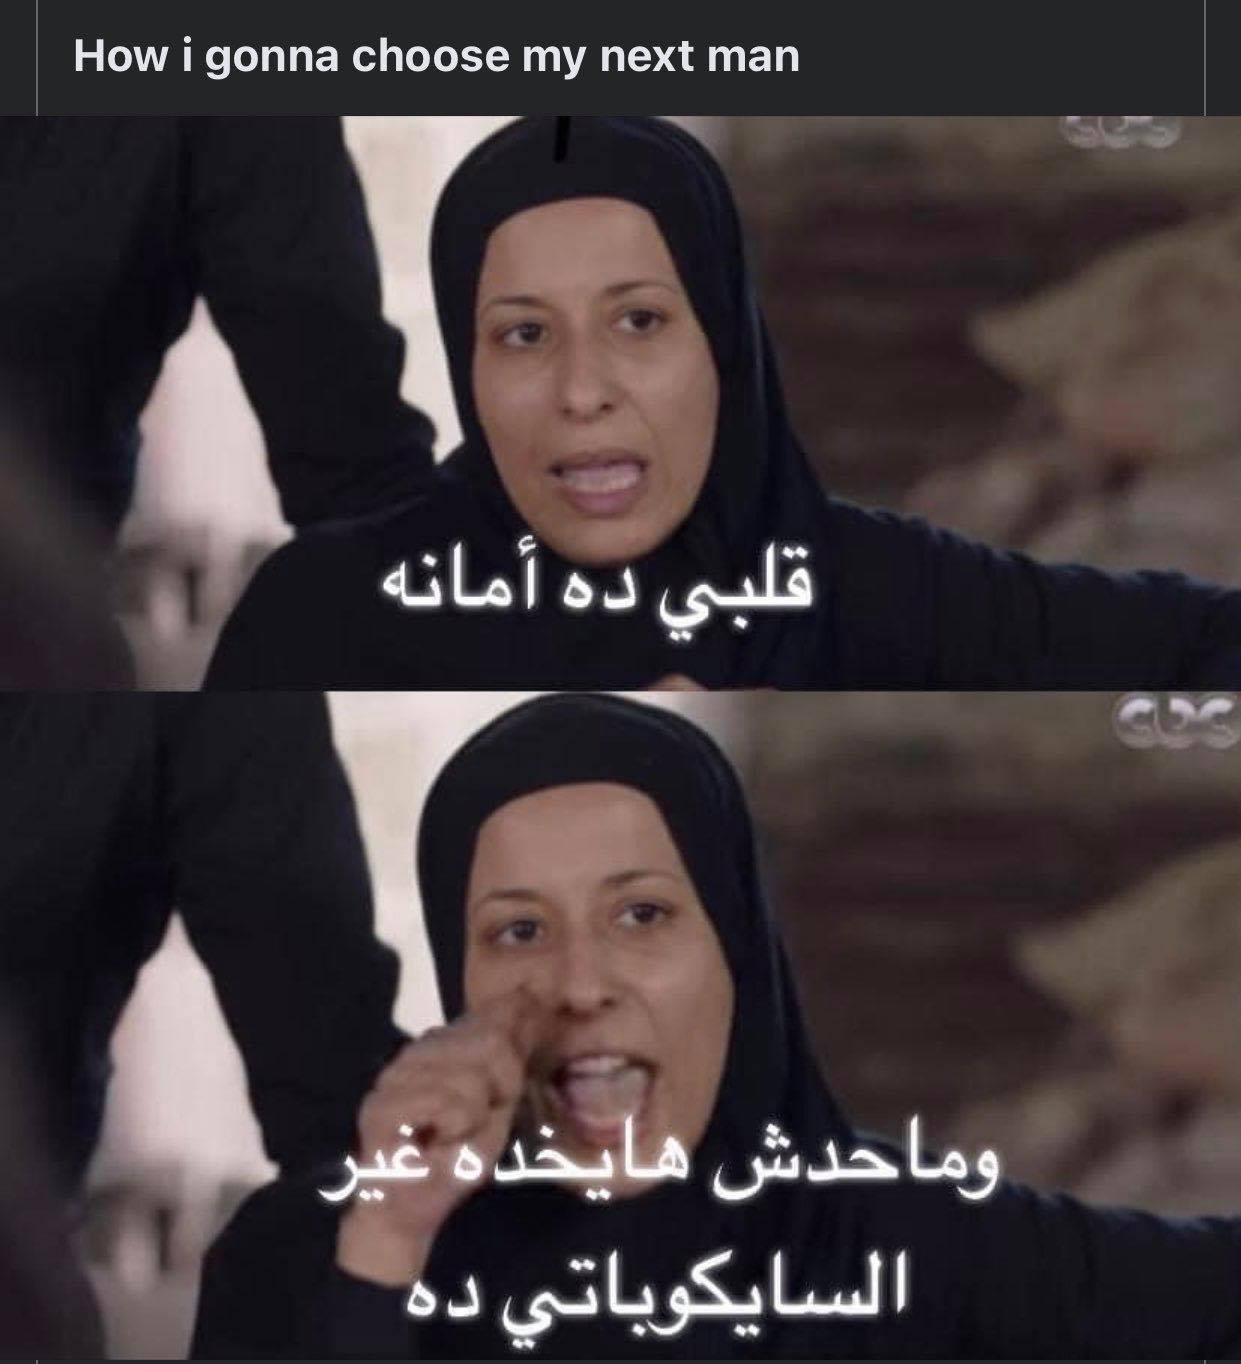 How i gonna choose my next man
cbc
قلبي ده أمانه
cbc
وماحدش هايخده غير
السايكوباتي ده